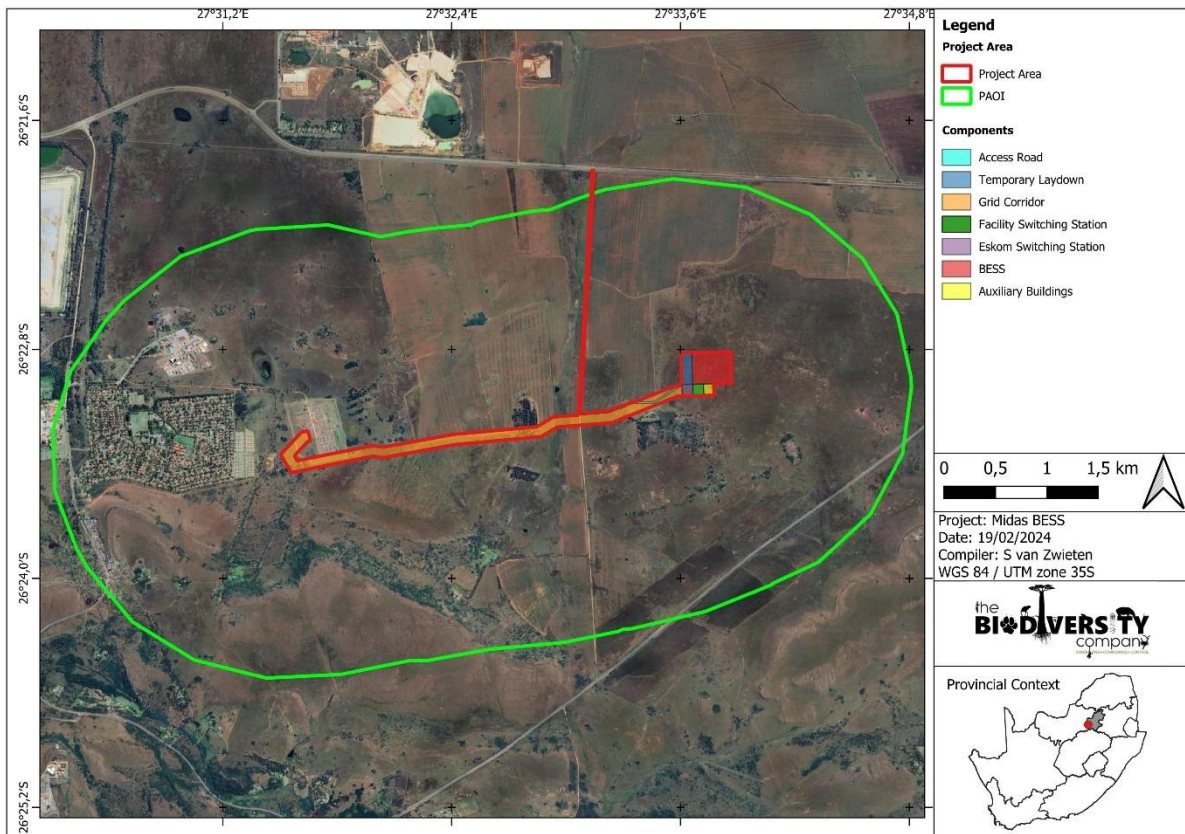 27°31,2'E
27°32,4'E
27°33,6'E
27°34,8'E
26°21,6'S
26°22,8'S
26°24,0'S
26°25,2'S
Legend
Project Area
Project Area
PAOI
Components
Access Road
Temporary Laydown
Grid Corridor
Facility Switching Station
Eskom Switching Station
BESS
Auxiliary Buildings
0 0,5 1 1,5 km
Project: Midas BESS
Date: 19/02/2024
Compiler: S van Zwieten
WGS 84 / UTM zone 35S
the
BIODIVERSITY
company
Provincial Context